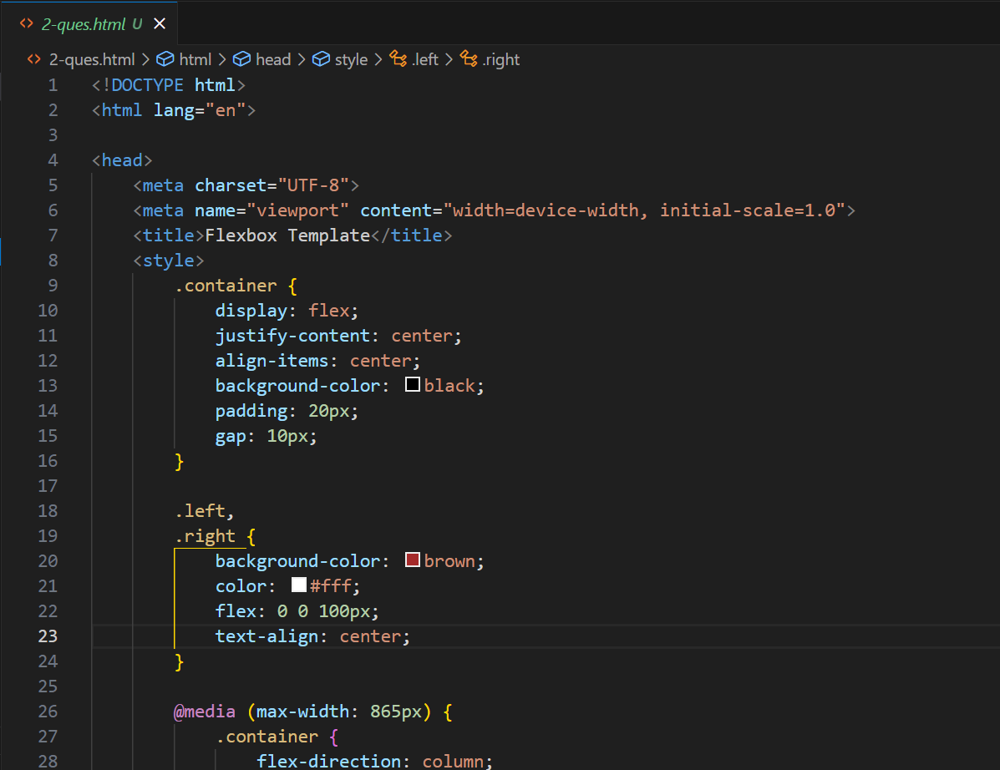 2-ques.html U
2-ques.html > html > head > style > .left > .right
1 <!DOCTYPE html>
2 <html lang="en">
3
4 <head>
5     <meta charset="UTF-8">
6     <meta name="viewport" content="width=device-width, initial-scale=1.0">
7     <title>Flexbox Template</title>
8     <style>
9         .container {
10             display: flex;
11             justify-content: center;
12             align-items: center;
13             background-color: black;
14             padding: 20px;
15             gap: 10px;
16         }
17
18         .left,
19         .right {
20             background-color: brown;
21             color: #fff;
22             flex: 0 0 100px;
23             text-align: center;
24         }
25
26         @media (max-width: 865px) {
27             .container {
28                 flex-direction: column;